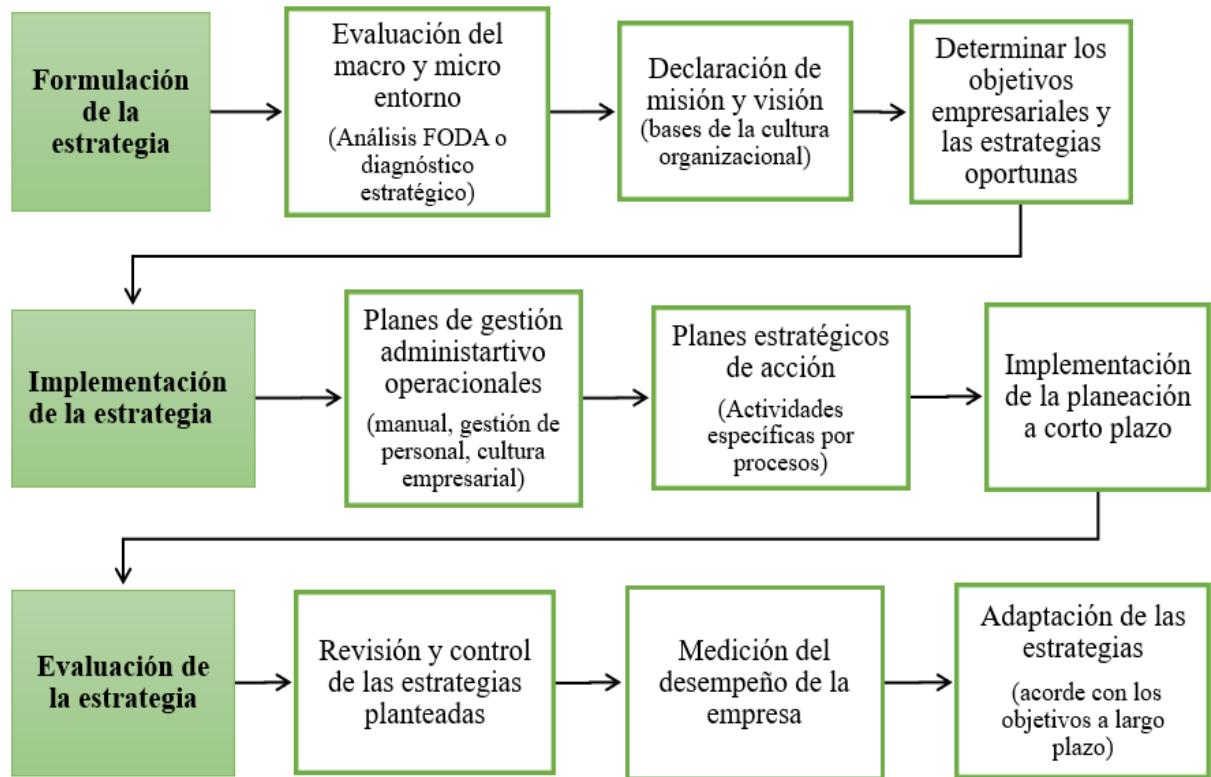 Formulación
de la
estrategia
Evaluación del
macro y micro
entorno
(Análisis FODA o
diagnóstico
estratégico)
Declaración de
misión y visión
(bases de la cultura
organizacional)
Determinar los
objetivos
empresariales y
las estrategias
oportunas
Implementación
de la estrategia
Planes de gestión
administartivo
operacionales
(manual, gestión de
personal, cultura
empresarial)
Planes estratégicos
de acción
(Actividades
específicas por
procesos)
Implementación
de la planeación
a corto plazo
Evaluación de
la estrategia
Revisión y control
de las estrategias
planteadas
Medición del
desempeño de la
empresa
Adaptación de las
estrategias
(acorde con los
objetivos a largo
plazo)